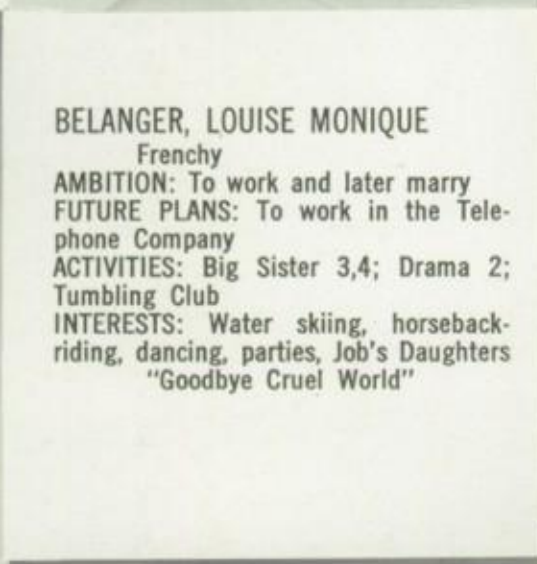 BELANGER, LOUISE MONIQUE
Frenchy
AMBITION: To work and later marry
FUTURE PLANS: To work in the Tele-
phone Company
ACTIVITIES: Big Sister 3,4; Drama 2;
Tumbling Club
INTERESTS: Water skiing, horseback-
riding, dancing, parties, Job's Daughters
"Goodbye Cruel World"